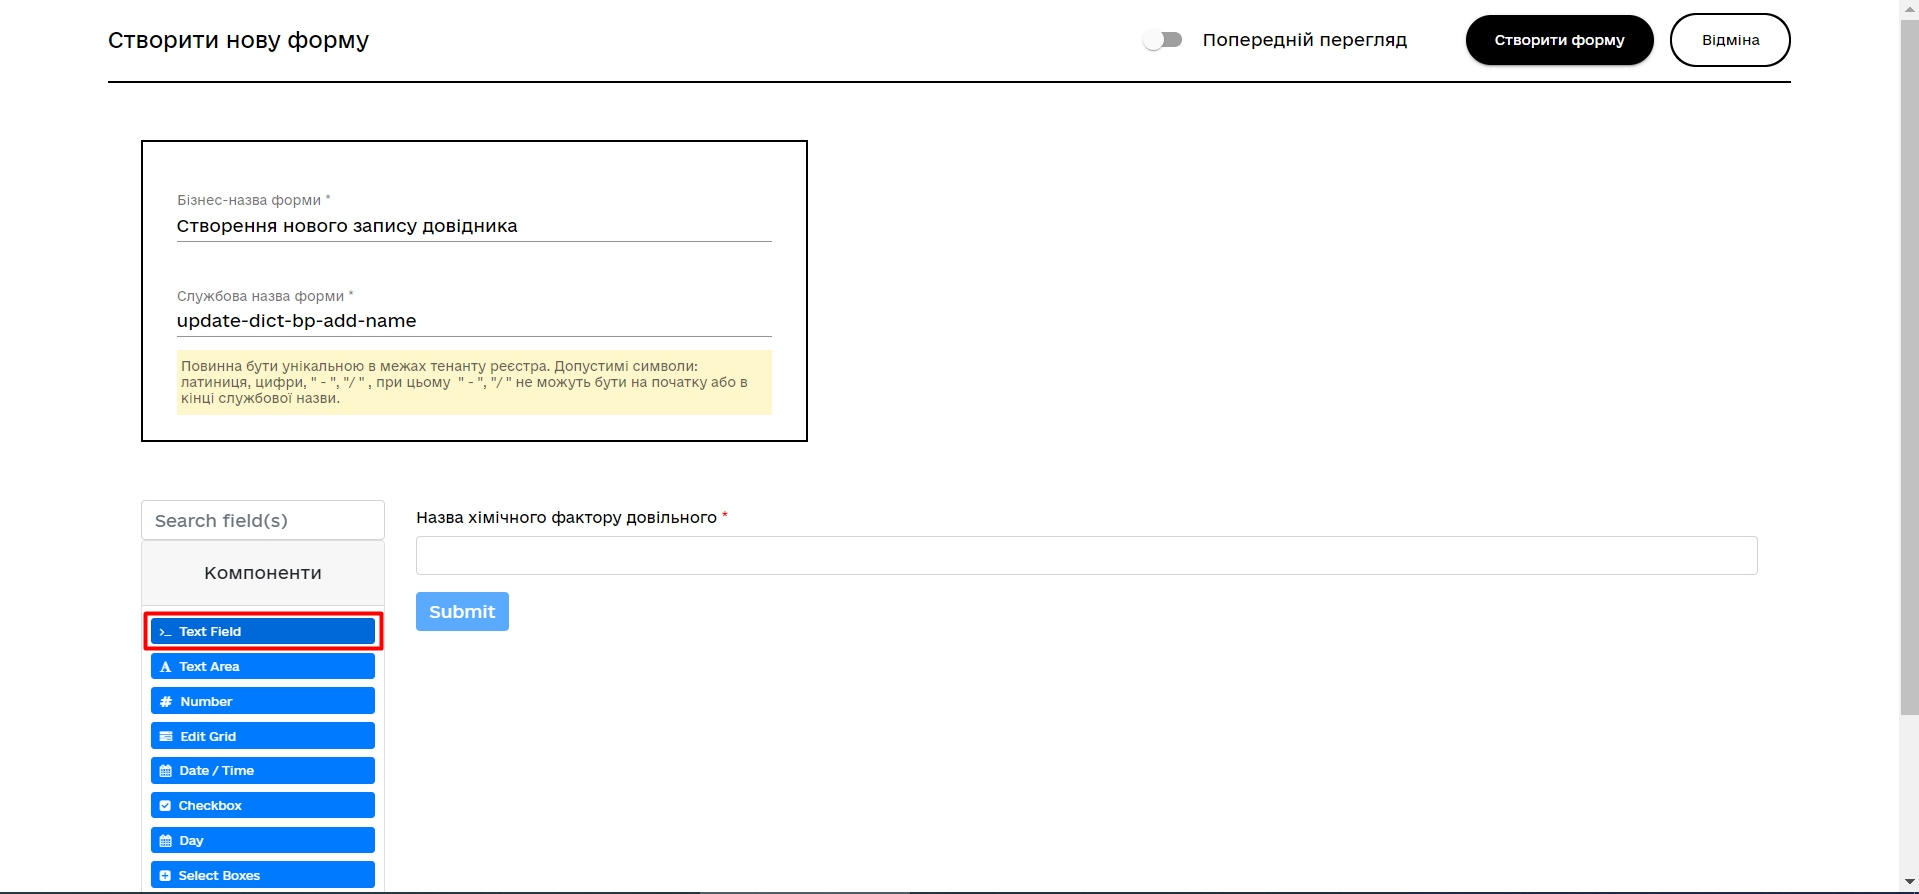 Створити нову форму
Попередній перегляд
Створити форму
Відміна
Бізнес-назва форми *
Створення нового запису довідника
Службова назва форми *
update-dict-bp-add-name
Повинна бути унікальною в межах тенанту реєстра. Допустимі символи:
латиниця, цифри, " - ", "/ " , при цьому " - ", "/ " не можуть бути на початку або в
кінці службової назви.
Search field(s)
Компоненти
Text Field
Text Area
Number
Edit Grid
Date / Time
Checkbox
Day
Select Boxes
Назва хімічного фактору довільного *
Submit